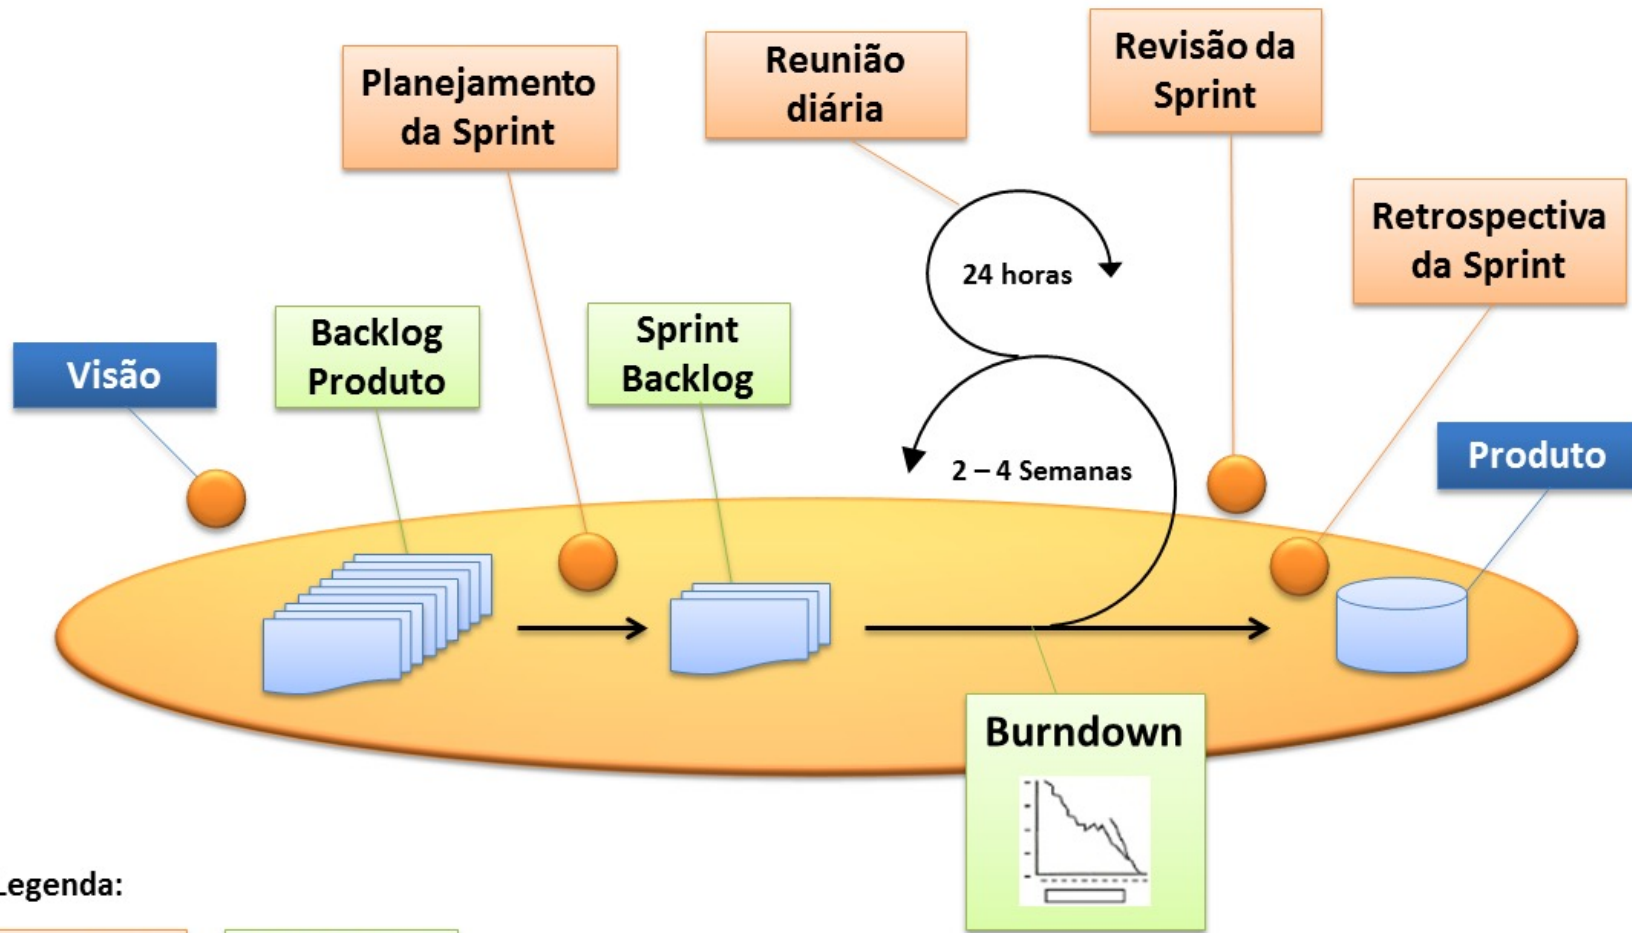 Planejamento
da Sprint
Reunião
diária
Revisão da
Sprint
Retrospectiva
da Sprint
24 horas
Visão
Backlog
Produto
Sprint
Backlog
2 – 4 Semanas
Produto
Burndown
Legenda: